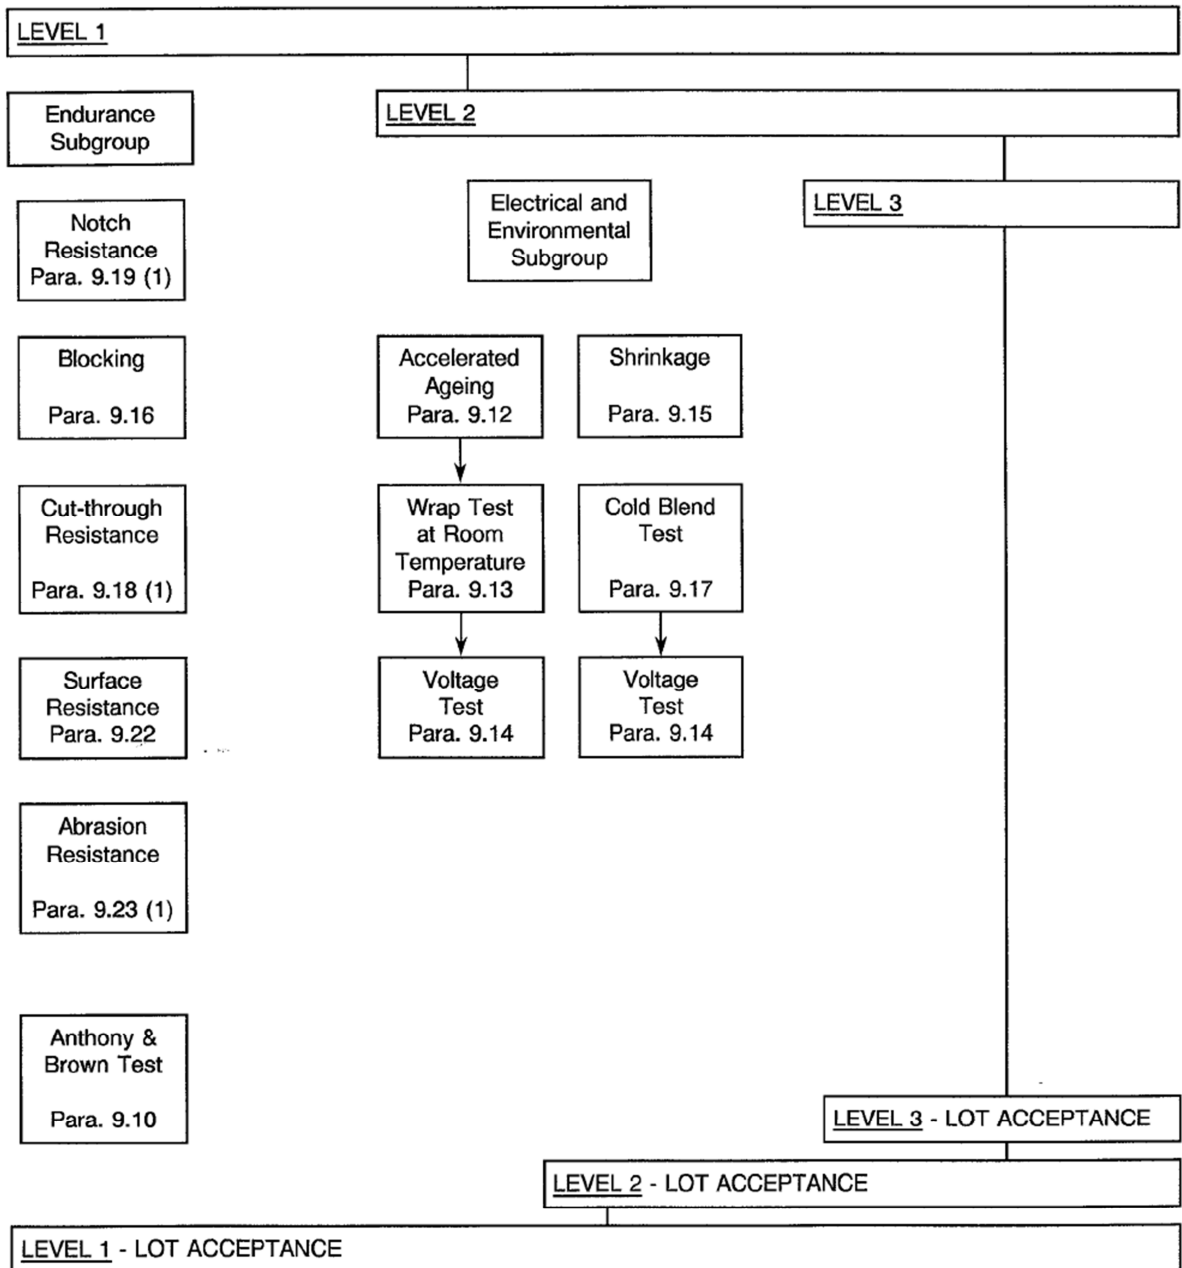 LEVEL 1
Endurance
Subgroup
LEVEL 2
Electrical and
Environmental
Subgroup
LEVEL 3
Notch
Resistance
Para. 9.19 (1)
Blocking
Para. 9.16
Accelerated
Ageing
Para. 9.12
Shrinkage
Para. 9.15
Cut-through
Resistance
Para. 9.18 (1)
Wrap Test
at Room
Temperature
Para. 9.13
Cold Blend
Test
Para. 9.17
Surface
Resistance
Para. 9.22
Voltage
Test
Para. 9.14
Voltage
Test
Para. 9.14
Abrasion
Resistance
Para. 9.23 (1)
Anthony &
Brown Test
Para. 9.10
LEVEL 3 - LOT ACCEPTANCE
LEVEL 2 - LOT ACCEPTANCE
LEVEL 1 - LOT ACCEPTANCE